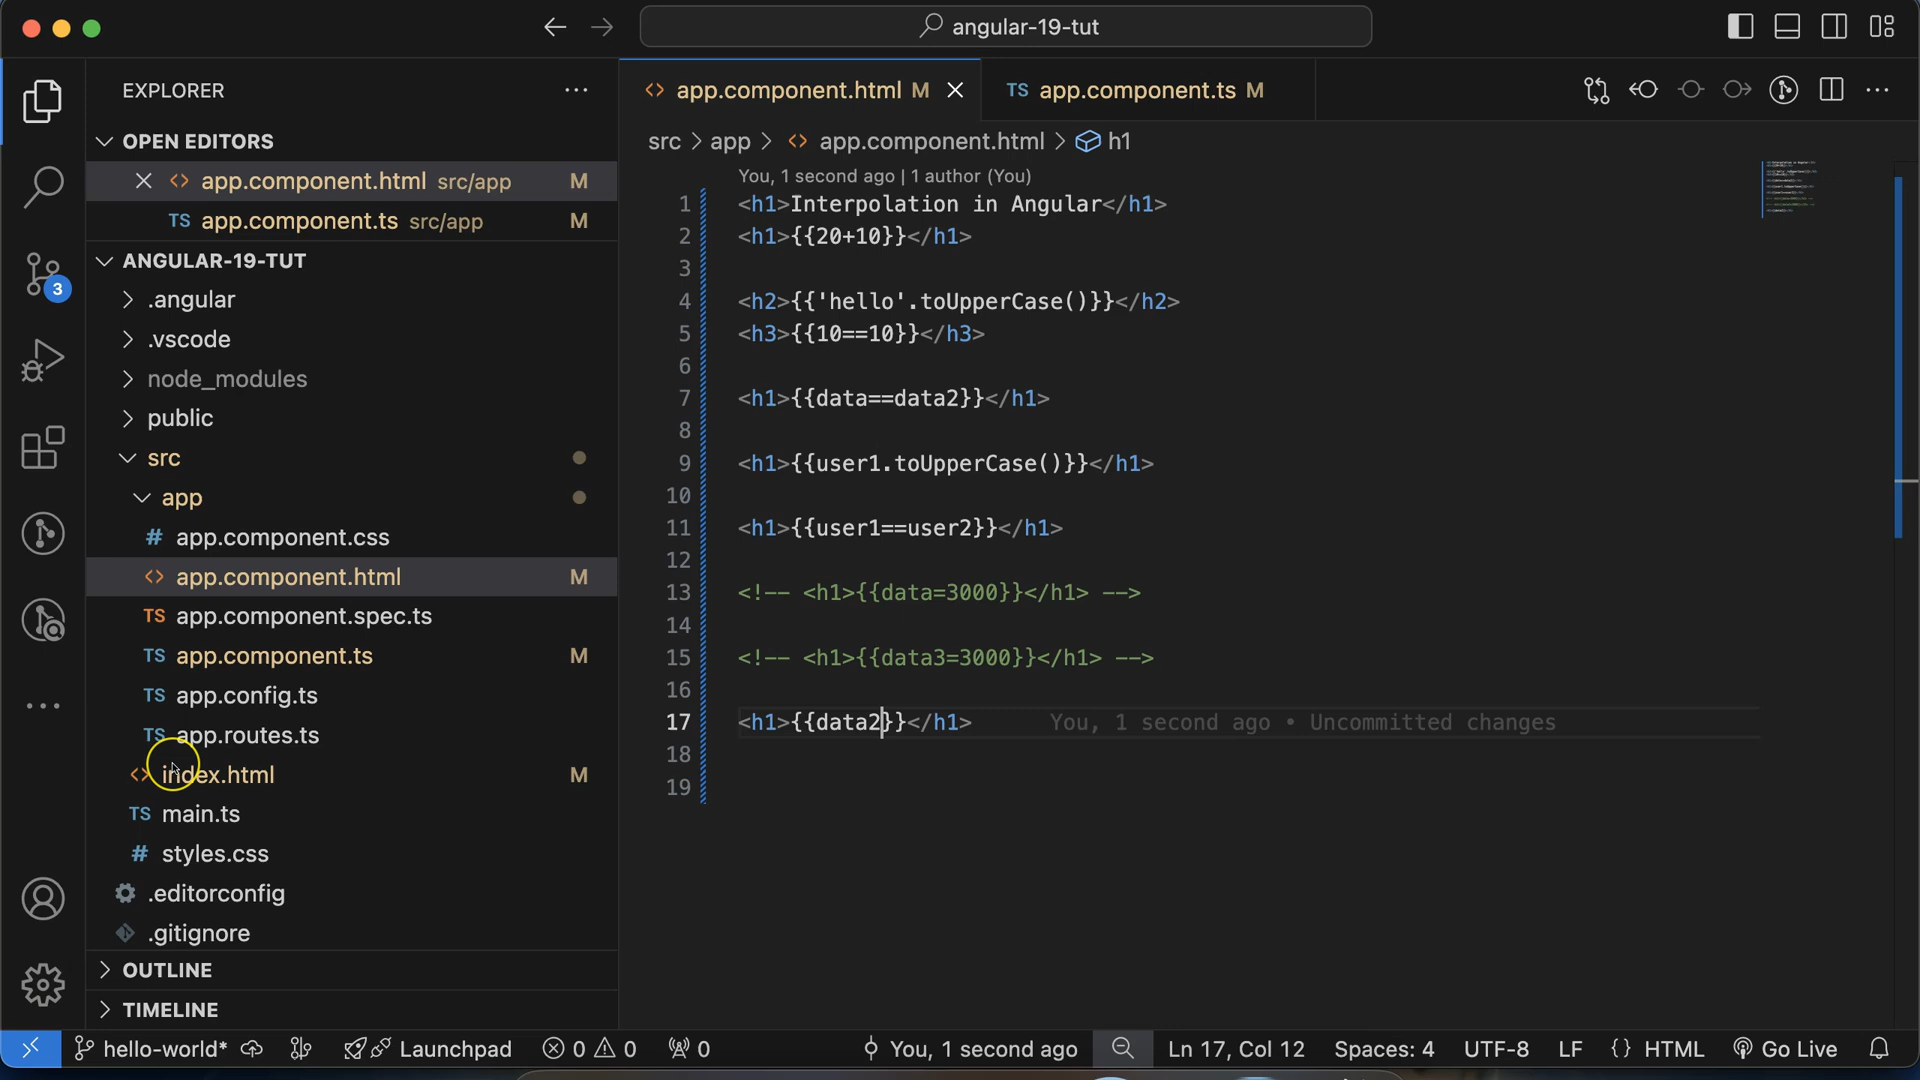 angular-19-tut
EXPLORER
OPEN EDITORS
app.component.html src/app M
TS app.component.ts src/app M
ANGULAR-19-TUT
.angular
.vscode
node_modules
public
src
app
# app.component.css
<> app.component.html M
TS app.component.spec.ts
TS app.component.ts M
TS app.config.ts
TS app.routes.ts
<> index.html M
TS main.ts
# styles.css
.editorconfig
.gitignore
OUTLINE
TIMELINE
3
<> app.component.html M
TS app.component.ts M
src > app > <> app.component.html > h1
You, 1 second ago | 1 author (You)
1 <h1>Interpolation in Angular</h1>
2 <h1>{{20+10}}</h1>
3
4 <h2>{{'hello'.toUpperCase()}}</h2>
5 <h3>{{10==10}}</h3>
6
7 <h1>{{data==data2}}</h1>
8
9 <h1>{{user1.toUpperCase()}}</h1>
10
11 <h1>{{user1==user2}}</h1>
12
13 <!-- <h1>{{data=3000}}</h1> -->
14
15 <!-- <h1>{{data3=3000}}</h1> -->
16
17 <h1>{{data2}}</h1> You, 1 second ago • Uncommitted changes
18
19
hello-world* Launchpad 0 0 0 You, 1 second ago Ln 17, Col 12 Spaces: 4 UTF-8 LF {} HTML Go Live